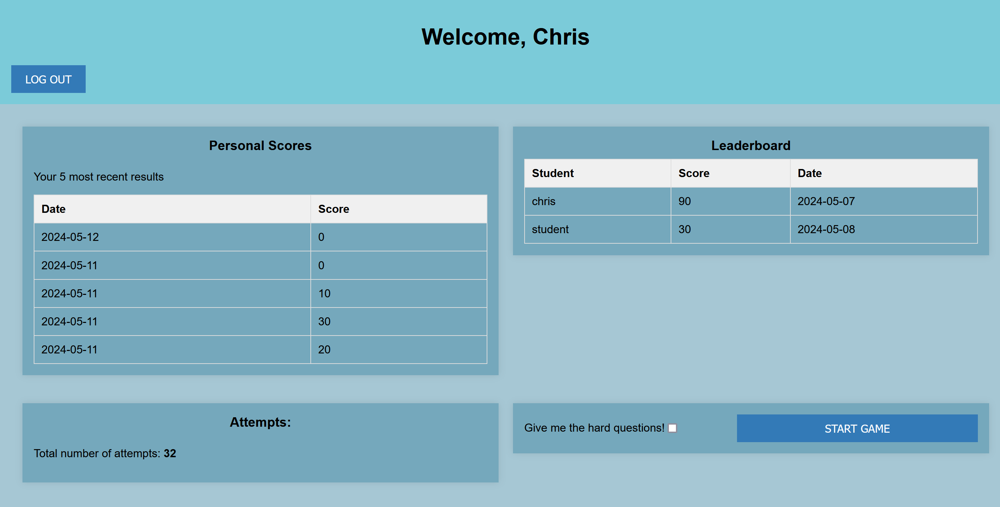 Welcome, Chris
LOG OUT
Personal Scores
Your 5 most recent results
Date Score
2024-05-12 0
2024-05-11 0
2024-05-11 10
2024-05-11 30
2024-05-11 20
Leaderboard
Student Score Date
chris 90 2024-05-07
student 30 2024-05-08
Attempts:
Total number of attempts: 32
Give me the hard questions!
START GAME